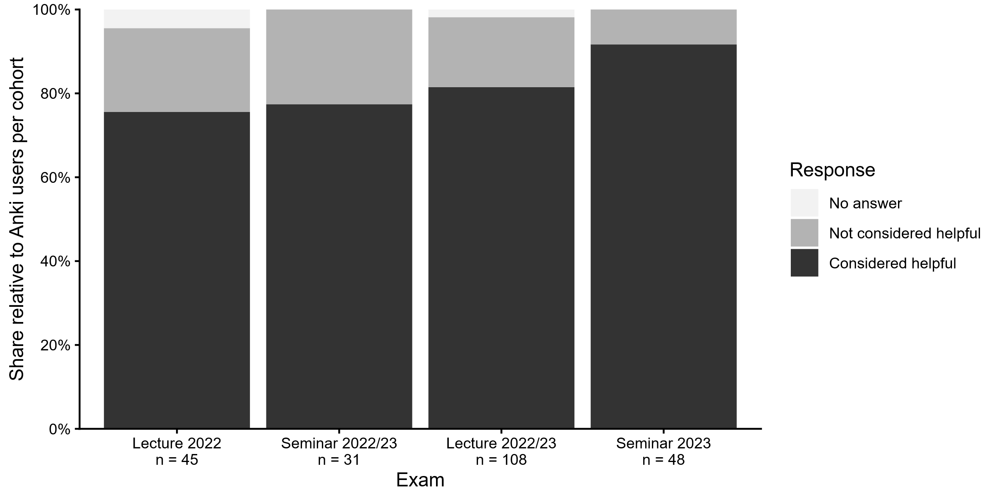 Share relative to Anki users per cohort
100%
80%
60%
40%
20%
0%
Lecture 2022
n = 45
Seminar 2022/23
n = 31
Lecture 2022/23
n = 108
Seminar 2023
n = 48
Exam
Response
No answer
Not considered helpful
Considered helpful